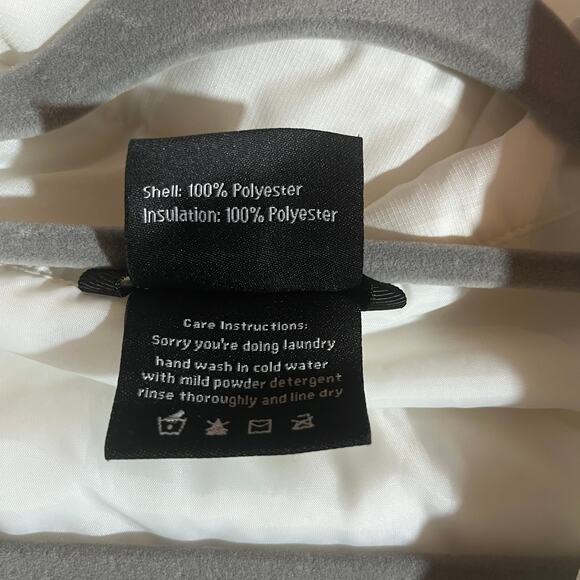 Shell: 100% Polyester
Insulation: 100% Polyester
Care Instructions:
Sorry you're doing laundry
hand wash in cold water
with mild powder detergent
rinse thoroughly and line dry